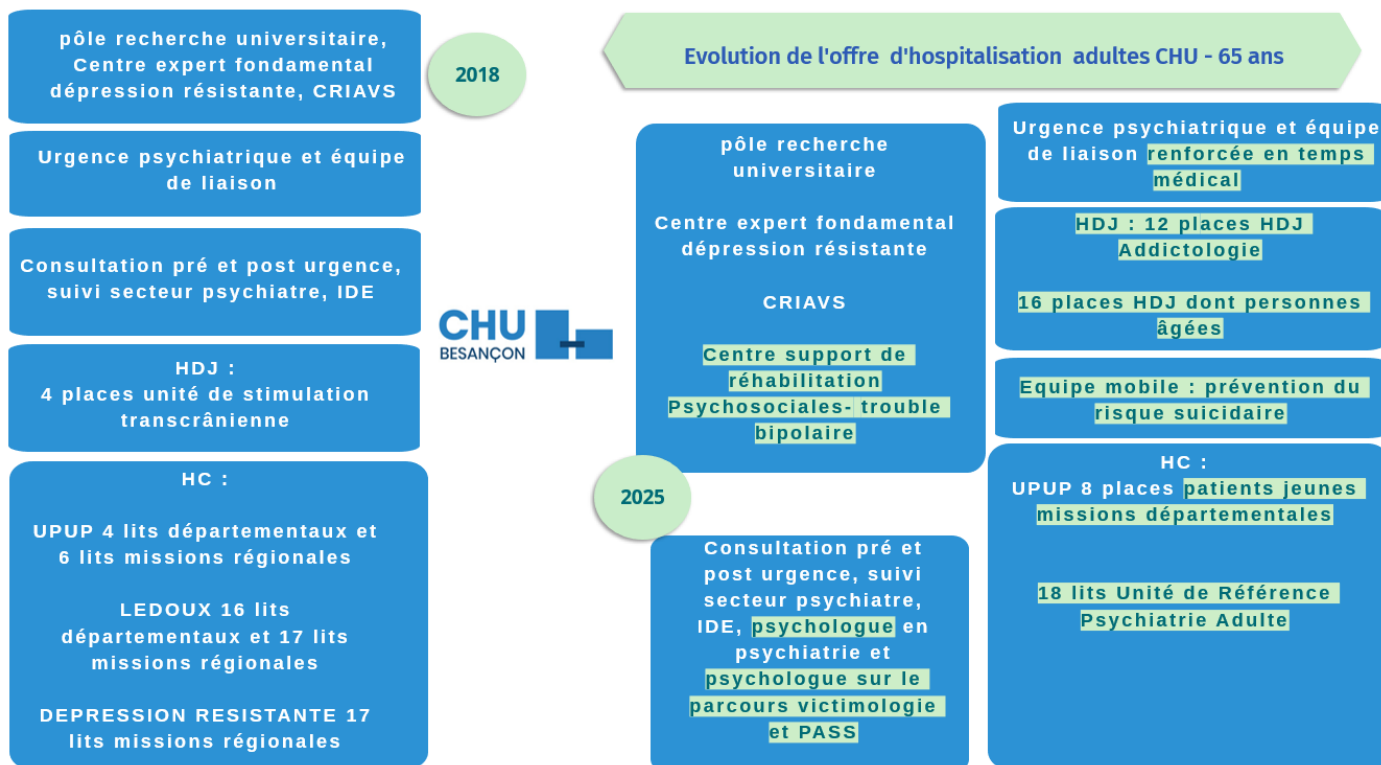 pôle recherche universitaire,
Centre expert fondamental
dépression résistante, CRIAVS
2018
Evolution de l'offre d'hospitalisation adultes CHU - 65 ans
Urgence psychiatrique et équipe
de liaison
Consultation pré et post urgence,
suivi secteur psychiatre, IDE
HDJ :
4 places unité de stimulation
transcrânienne
HC :
UPUP 4 lits départementaux et
6 lits missions régionales
LEDOUX 16 lits
départementaux et 17 lits
missions régionales
DEPRESSION RESISTANTE 17
lits missions régionales
CHU
BESANÇON
pôle recherche
universitaire
Centre expert fondamental
dépression résistante
CRIAVS
Centre support de
réhabilitation
Psychosociales- trouble
bipolaire
2025
Consultation pré et
post urgence, suivi
secteur psychiatre,
IDE, psychologue en
psychiatrie et
psychologue sur le
parcours victimologie
et PASS
Urgence psychiatrique et équipe
de liaison renforcée en temps
médical
HDJ : 12 places HDJ
Addictologie
16 places HDJ dont personnes
âgées
Equipe mobile : prévention du
risque suicidaire
HC :
UPUP 8 places patients jeunes
missions départementales
18 lits Unité de Référence
Psychiatrie Adulte